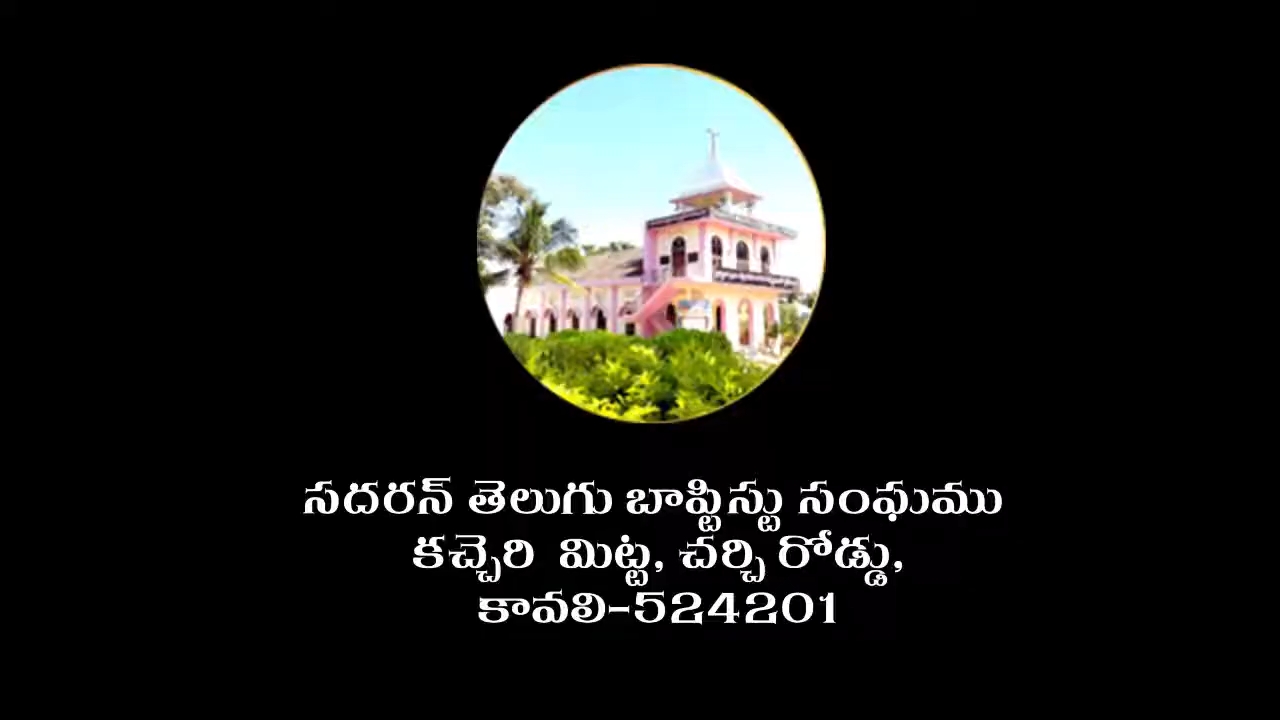 సదరన్ తెలుగు బాప్టిస్టు సంఘము
కచ్చెరి మిట్ట, చర్చి రోడ్డు,
కావలి-524201